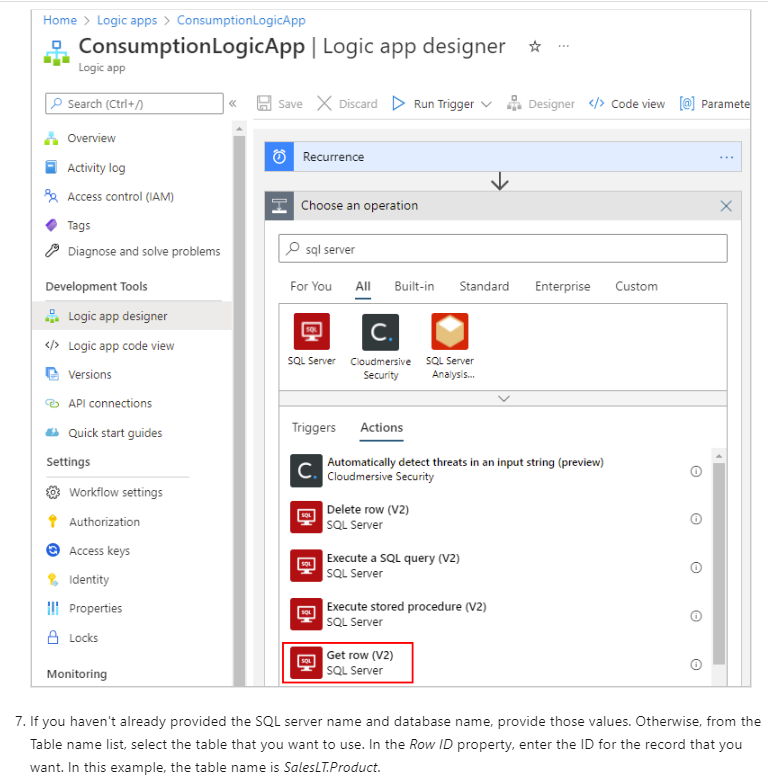 Home > Logic apps > ConsumptionLogicApp
ConsumptionLogicApp | Logic app designer
Logic app
Search (Ctrl+/)
Overview
Activity log
Access control (IAM)
Tags
Diagnose and solve problems
Development Tools
Logic app designer
Logic app code view
Versions
API connections
Quick start guides
Settings
Workflow settings
Authorization
Access keys
Identity
Properties
Locks
Monitoring
Save Discard Run Trigger Designer Code view Paramete
Recurrence
Choose an operation
sql server
For You All Built-in Standard Enterprise Custom
SQL Server
Cloudmersive
Security
SQL Server
Analysis...
Triggers Actions
Automatically detect threats in an input string (preview)
Cloudmersive Security
Delete row (V2)
SQL Server
Execute a SQL query (V2)
SQL Server
Execute stored procedure (V2)
SQL Server
Get row (V2)
SQL Server
7. If you haven't already provided the SQL server name and database name, provide those values. Otherwise, from the
Table name list, select the table that you want to use. In the Row ID property, enter the ID for the record that you
want. In this example, the table name is SalesLT.Product.